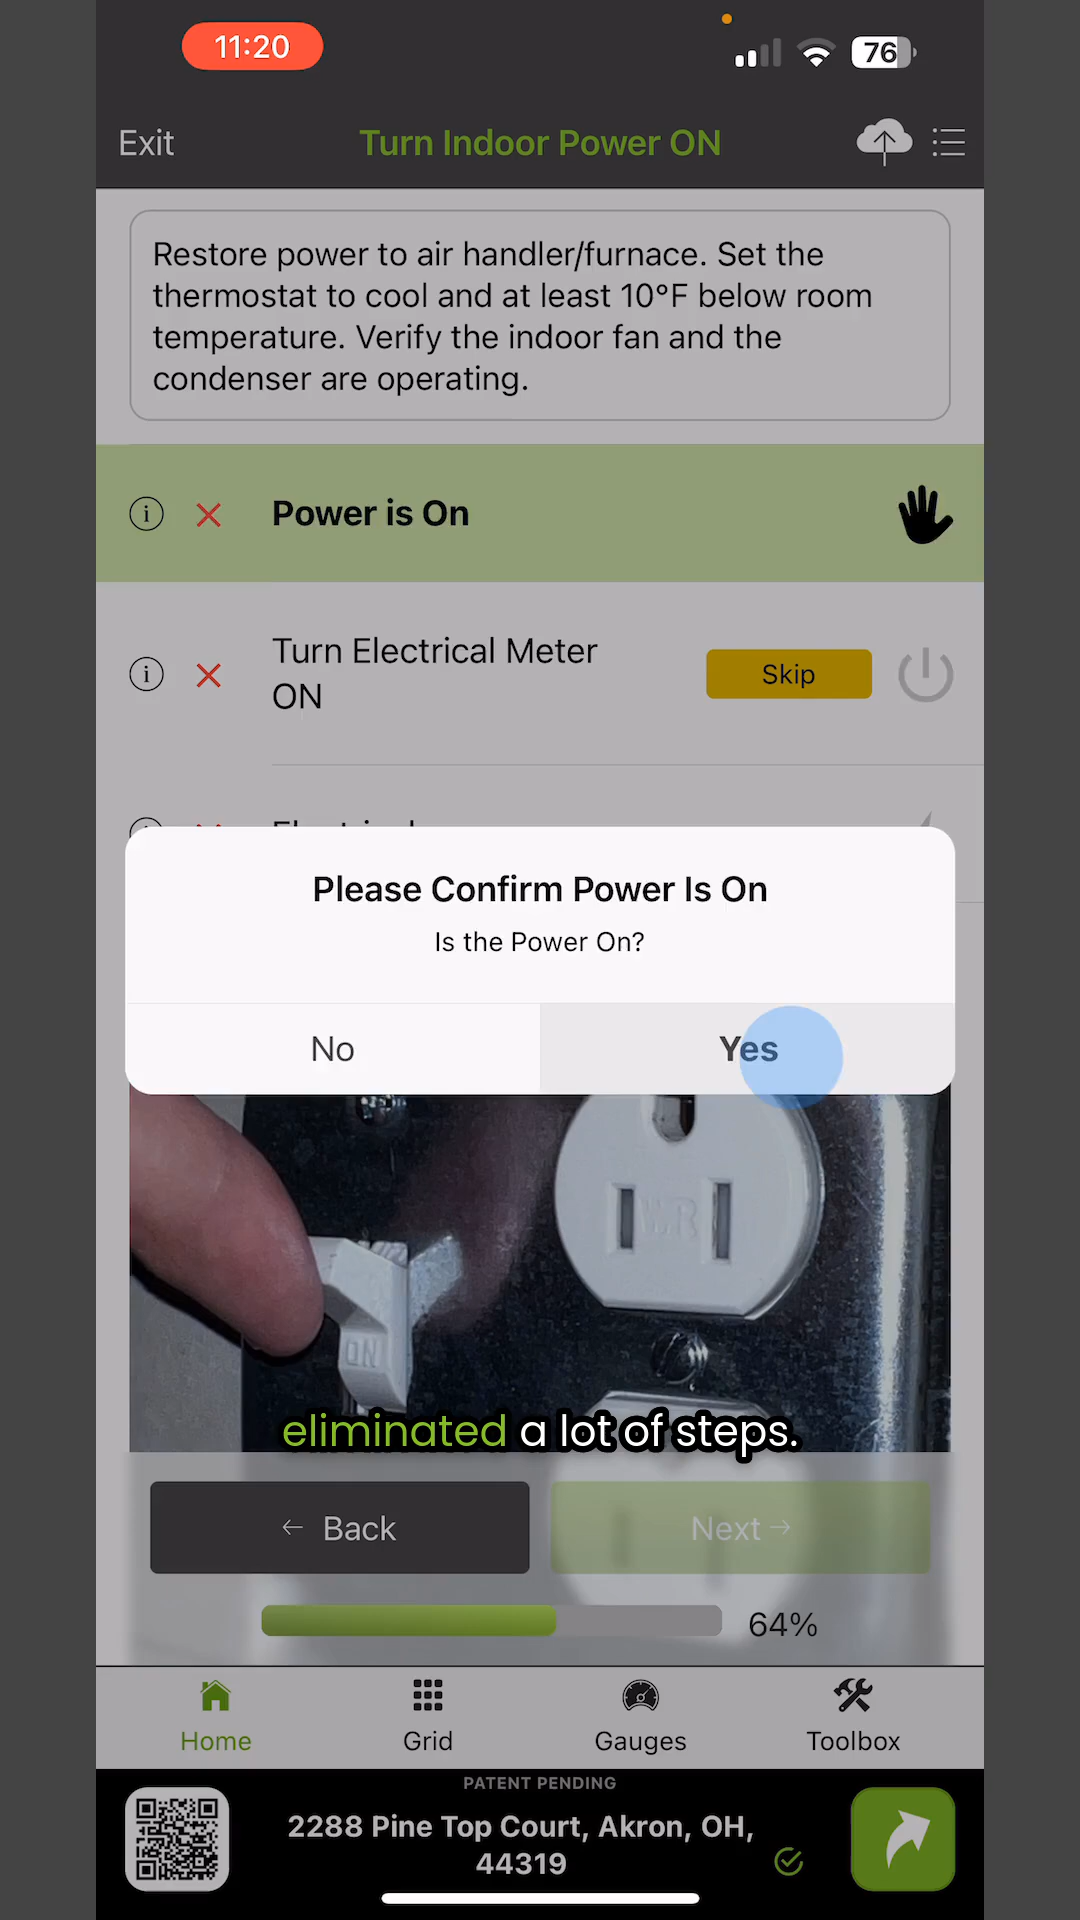 11:20
76
Exit
Turn Indoor Power ON
Restore power to air handler/furnace. Set the
thermostat to cool and at least 10°F below room
temperature. Verify the indoor fan and the
condenser are operating.
Power is On
Turn Electrical Meter
ON
Skip
Please Confirm Power Is On
Is the Power On?
No
Yes
WR
ON
eliminated a lot of steps.
← Back
Next →
64%
Home
Grid
Gauges
Toolbox
PATENT PENDING
2288 Pine Top Court, Akron, OH,
44319